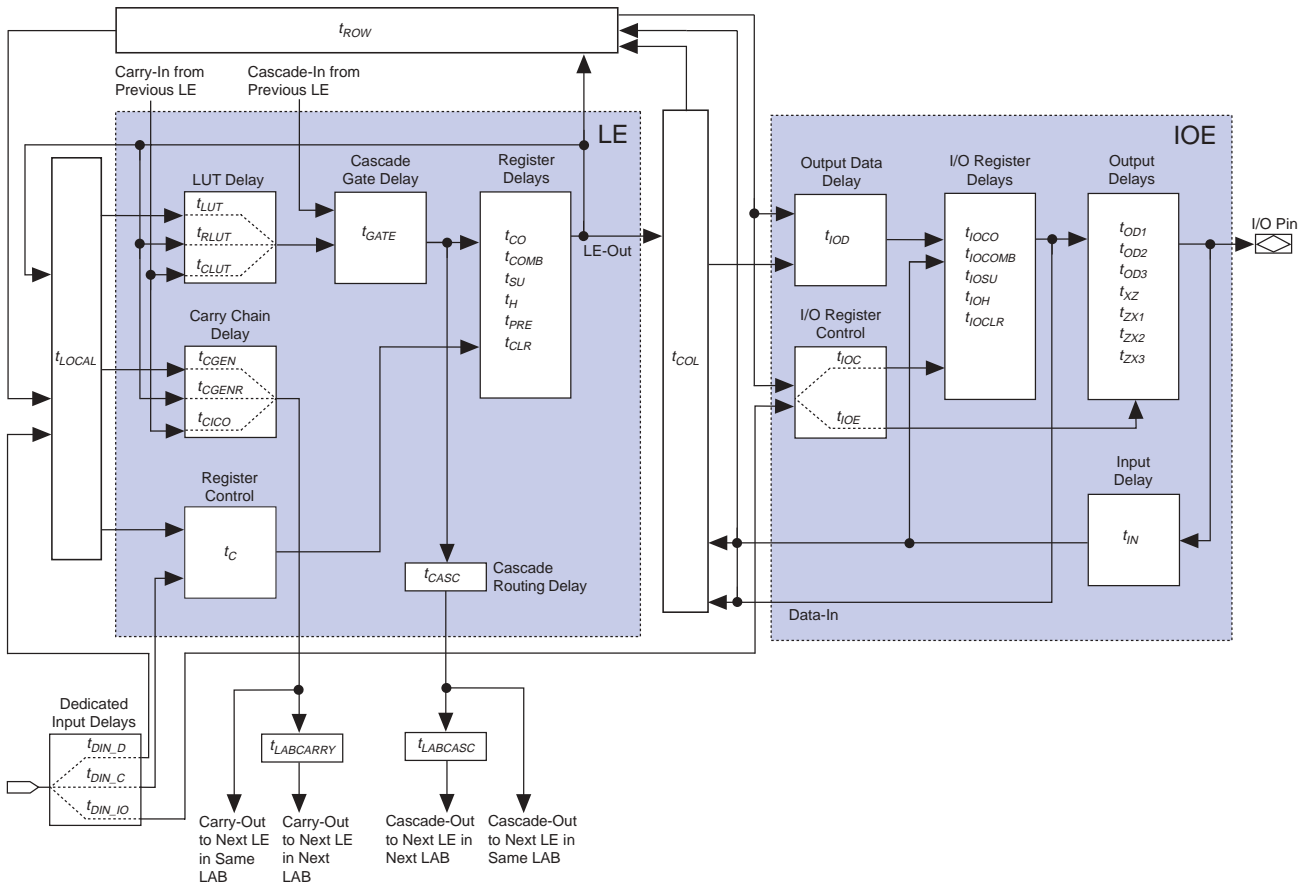 tROW
Carry-In from
Previous LE
Cascade-In from
Previous LE
LE
IOE
LUT Delay
Cascade
Gate Delay
Register
Delays
Output Data
Delay
I/O Register
Delays
Output
Delays
I/O Pin
tLUT
tRLUT
tCLUT
tGATE
tCO
tCOMB
tSU
tH
tPRE
tCLR
LE-Out
tIOD
tIOCO
tIOCOMB
tIOSU
tIOH
tIOCLR
tOD1
tOD2
tOD3
tXZ
tZX1
tZX2
tZX3
Carry Chain
Delay
I/O Register
Control
tLOCAL
tCGEN
tCGENR
tCICO
tCOL
tIOC
tIOE
Register
Control
tC
Input
Delay
tIN
tCASC
Cascade
Routing Delay
Data-In
Dedicated
Input Delays
tDIN_D
tDIN_C
tDIN_IO
tLABCARRY
tLABCASC
Carry-Out
to Next LE
in Same
LAB
Carry-Out
to Next LE
in Next
LAB
Cascade-Out
to Next LE in
Next LAB
Cascade-Out
to Next LE in
Same LAB